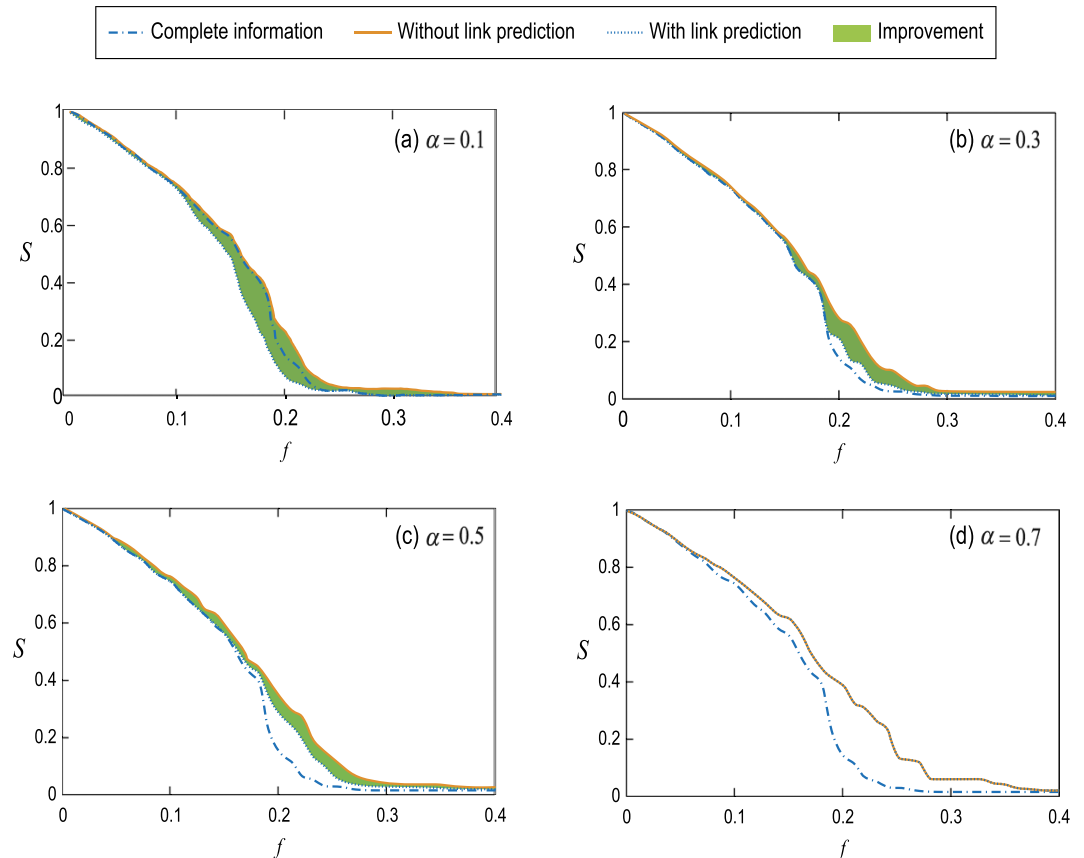 Complete information Without link prediction With link prediction Improvement
(a) α = 0.1
1
0.8
0.6
S
0.4
0.2
0
0 0.1 0.2 0.3 0.4
f
(b) α = 0.3
1
0.8
0.6
S
0.4
0.2
0
0 0.1 0.2 0.3 0.4
f
(c) α = 0.5
1
0.8
0.6
S
0.4
0.2
0
0 0.1 0.2 0.3 0.4
f
(d) α = 0.7
1
0.8
0.6
S
0.4
0.2
0
0 0.1 0.2 0.3 0.4
f